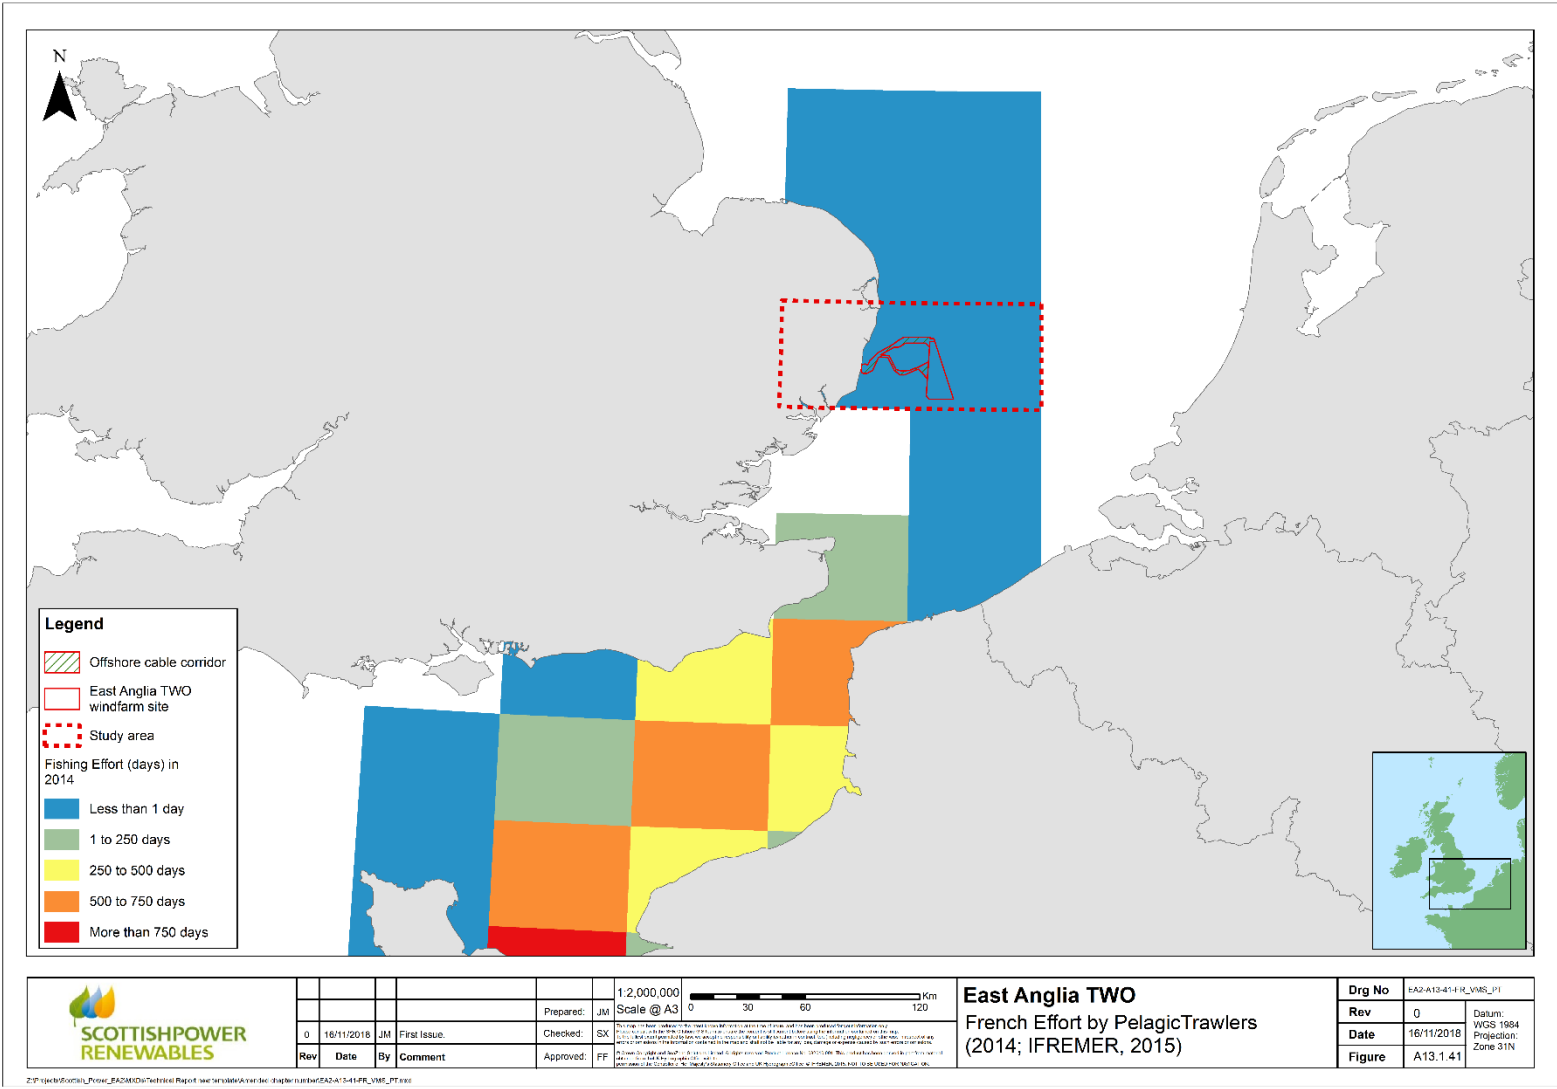 N
Legend
Offshore cable corridor
East Anglia TWO
windfarm site
Study area
Fishing Effort (days) in
2014
Less than 1 day
1 to 250 days
250 to 500 days
500 to 750 days
More than 750 days
SCOTTISHPOWER
RENEWABLES
0 16/11/2018 JM First Issue.
Rev Date By Comment
Prepared: JM
Checked: SX
Approved: FF
1:2,000,000
Scale @ A3
0 30 60 120
Km
East Anglia TWO
French Effort by PelagicTrawlers
(2014; IFREMER, 2015)
Drg No EA2-A13-41-FR_VMS_PT
Rev 0
Date 16/11/2018
Figure A13.1.41
Datum:
WGS 1984
Projection:
Zone 31N